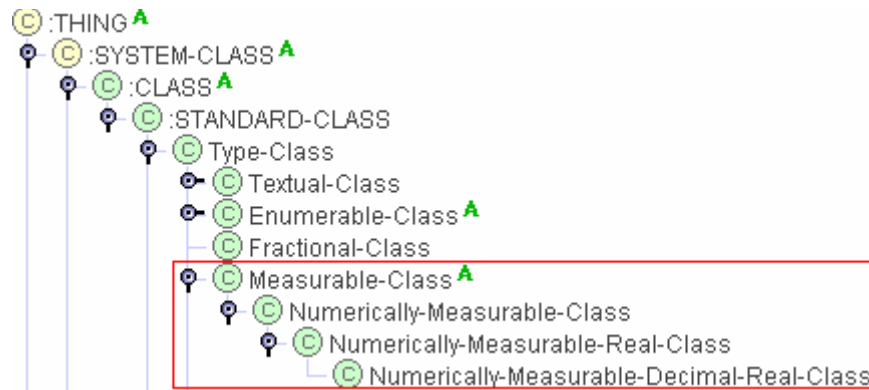 C :THING A
C :SYSTEM-CLASS A
C :CLASS A
C :STANDARD-CLASS
C Type-Class
C Textual-Class
C Enumerable-Class A
C Fractional-Class
C Measurable-Class A
C Numerically-Measurable-Class
C Numerically-Measurable-Real-Class
C Numerically-Measurable-Decimal-Real-Class